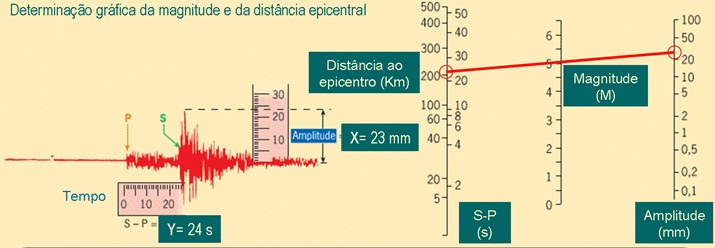 Determinação gráfica da magnitude e da distância epicentral
P
S
30
20
10
0
Amplitude =
X= 23 mm
Tempo
0 10 20
S – P =
Y= 24 s
Distância ao
epicentro (Km)
500
400
300
200
100
60
40
20
5
50
40
30
20
10
8
6
4
2
S-P
(s)
6
5
4
3
2
1
0
Magnitude
(M)
100
50
20
10
5
2
1
0,5
0,2
0,1
Amplitude
(mm)